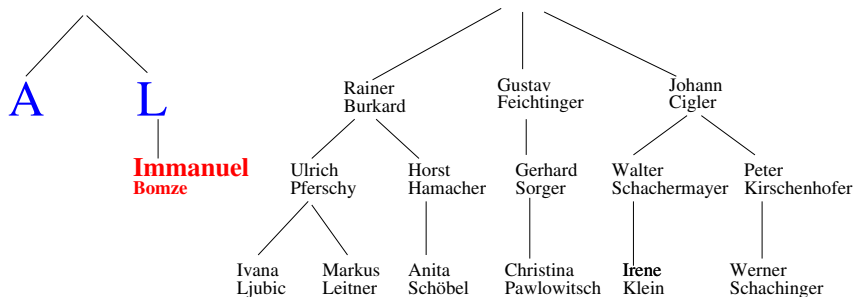 A
L
Immanuel
Bomze
Rainer
Burkard
Gustav
Feichtinger
Johann
Cigler
Ulrich
Pferschy
Horst
Hamacher
Gerhard
Sorger
Walter
Schachermayer
Peter
Kirschenhofer
Ivana
Ljubic
Markus
Leitner
Anita
Schöbel
Christina
Pawlowitsch
Irene
Klein
Werner
Schachinger